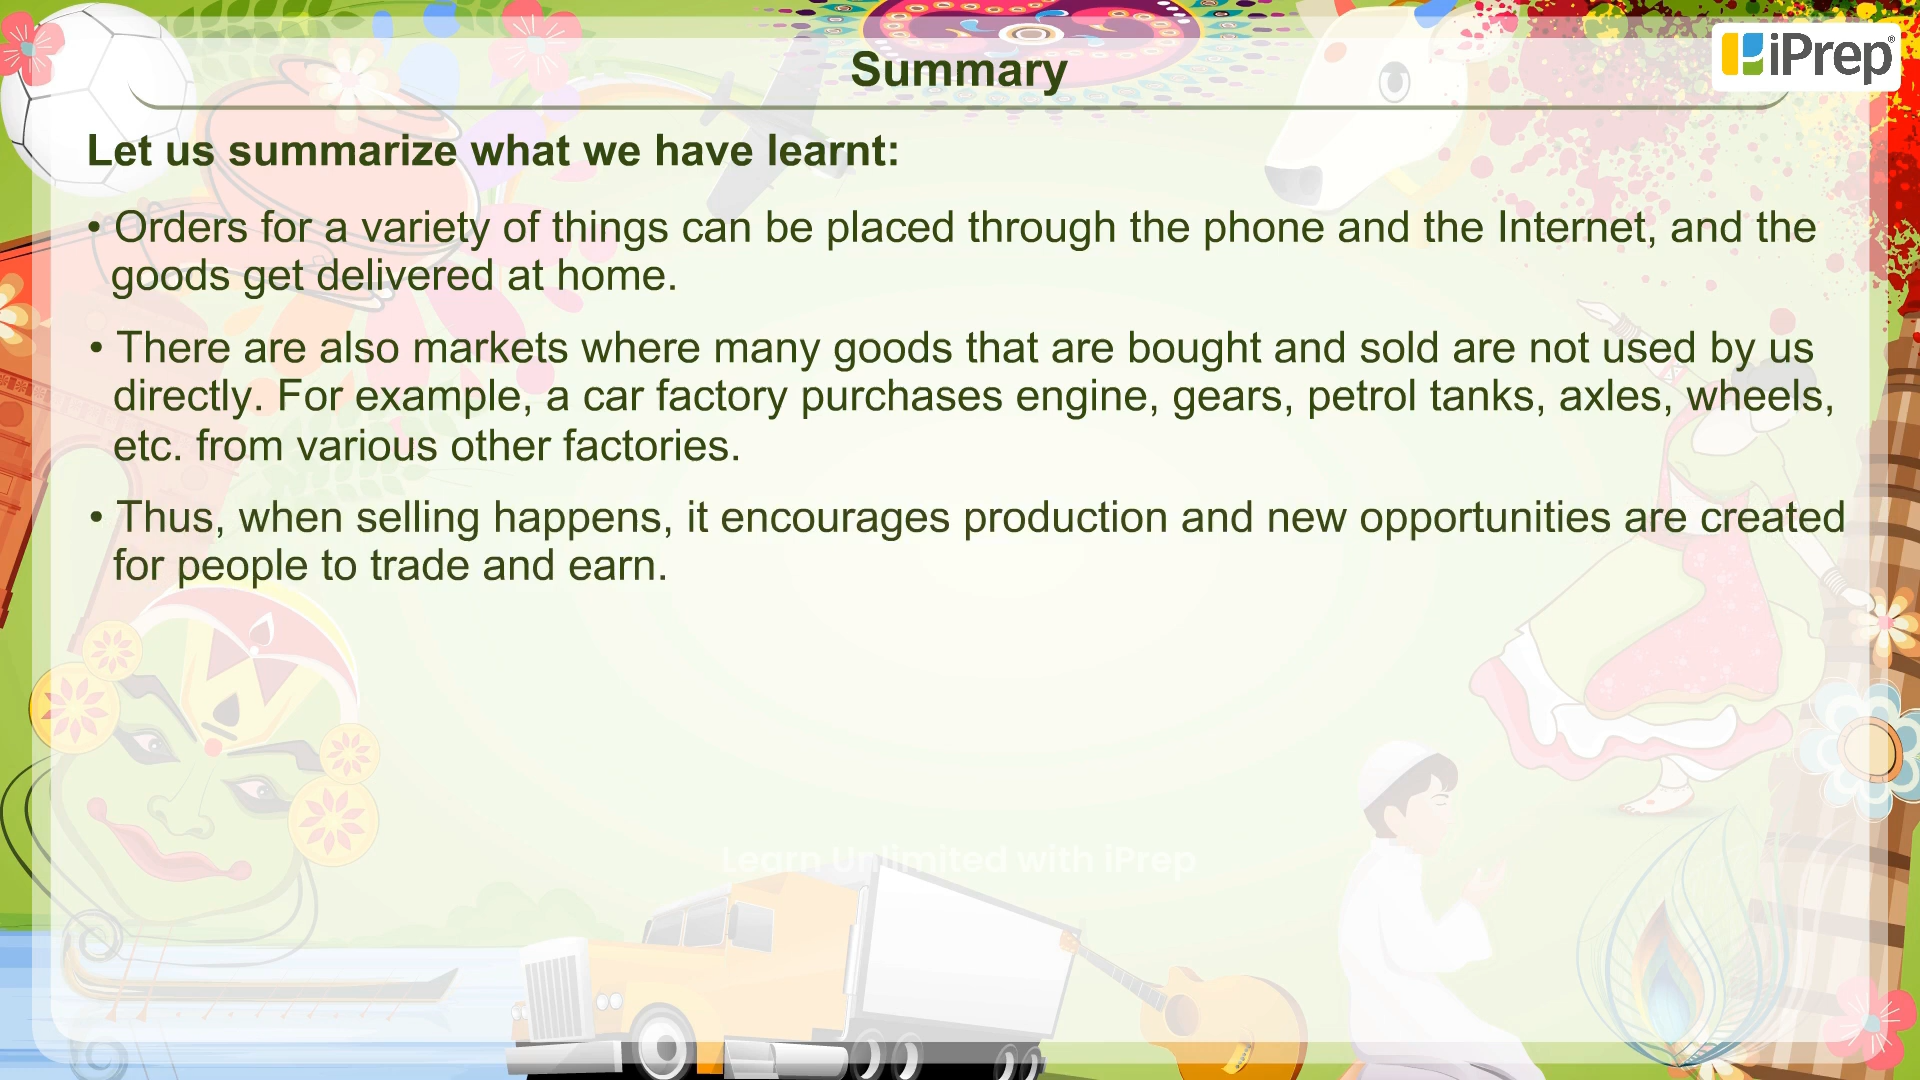 Summary
iPrep®
Let us summarize what we have learnt:
• Orders for a variety of things can be placed through the phone and the Internet, and the
goods get delivered at home.
• There are also markets where many goods that are bought and sold are not used by us
directly. For example, a car factory purchases engine, gears, petrol tanks, axles, wheels,
etc. from various other factories.
• Thus, when selling happens, it encourages production and new opportunities are created
for people to trade and earn.
Learn Unlimited with iPrep